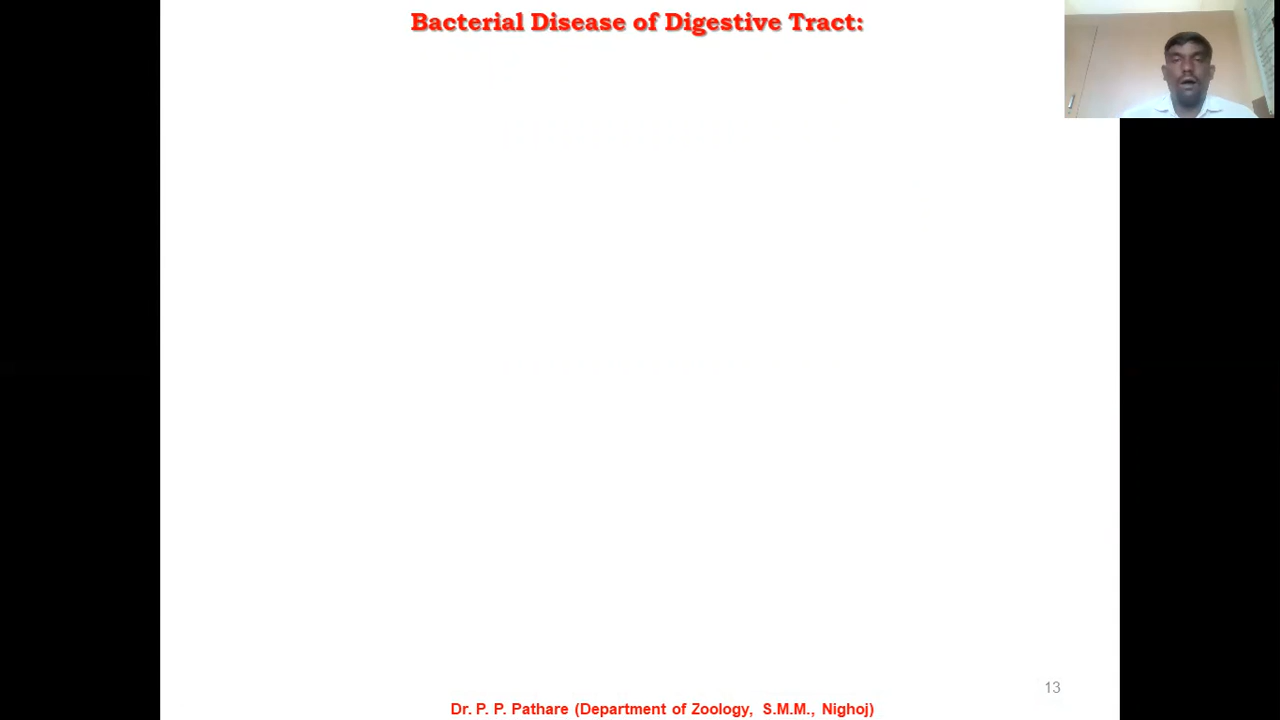 Bacterial Disease of Digestive Tract:
13
Dr. P. P. Pathare (Department of Zoology, S.M.M., Nighoj)